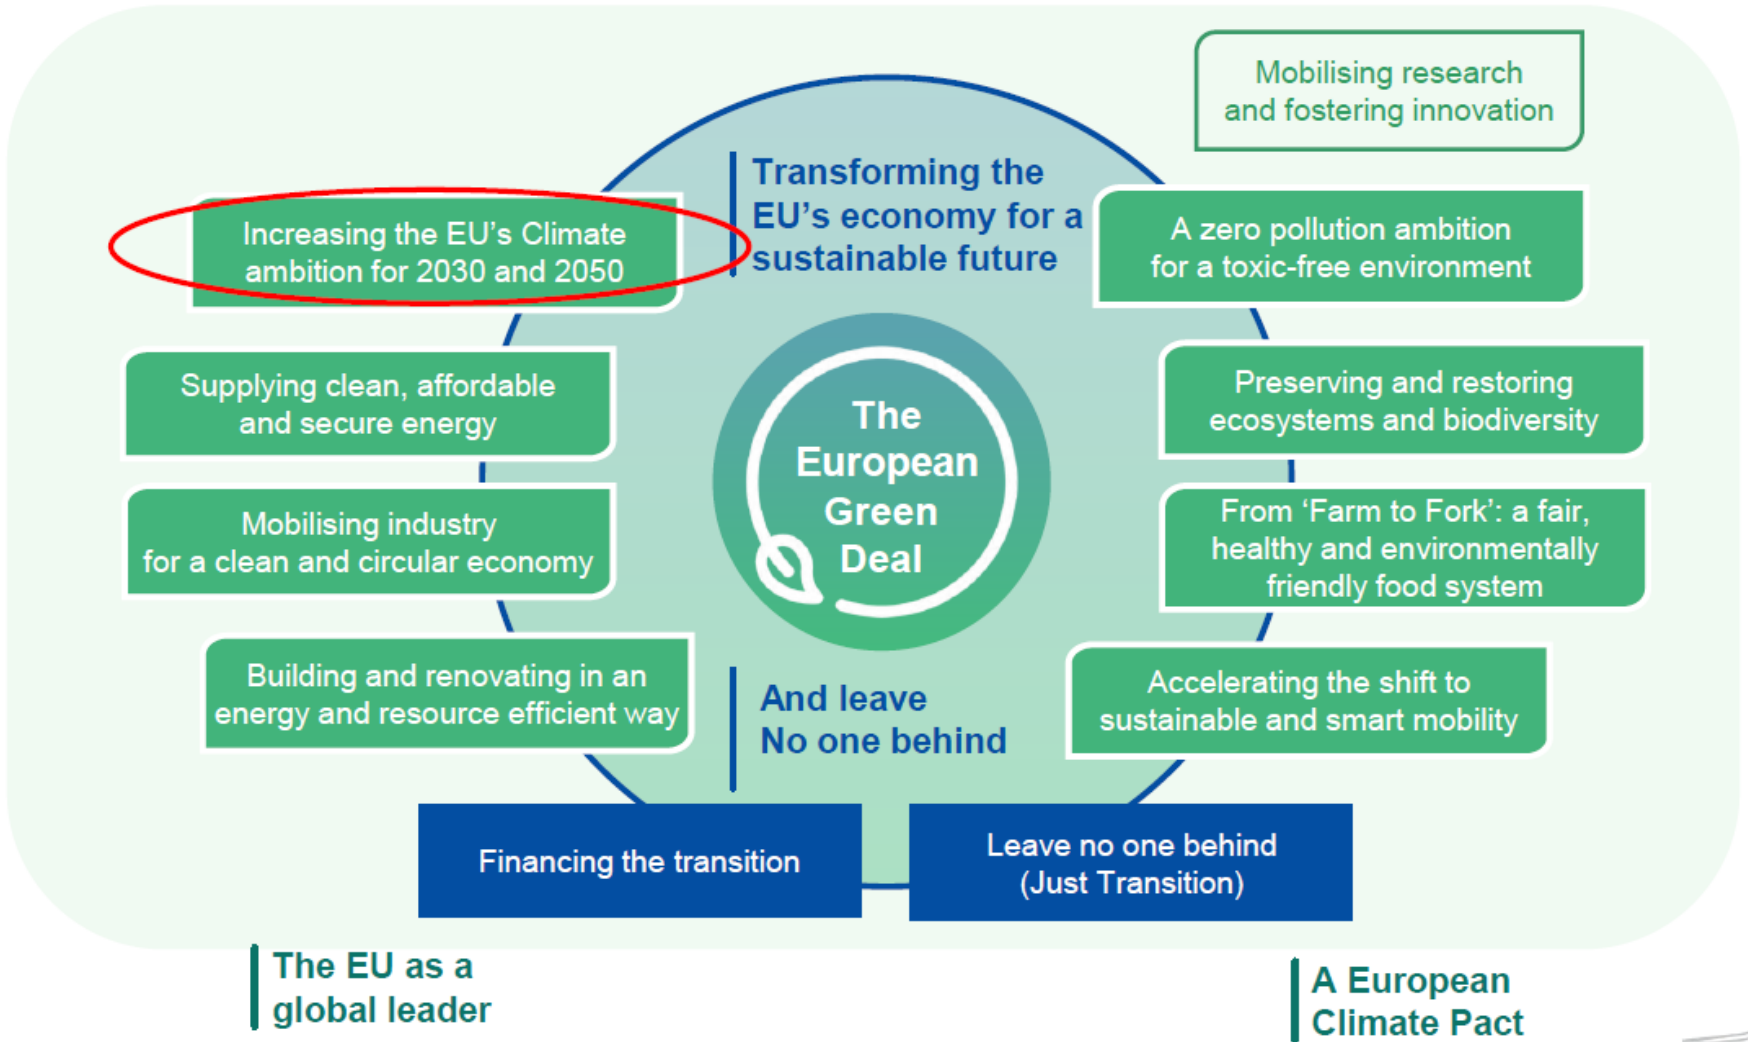 Mobilising research
and fostering innovation
Transforming the
EU’s economy for a
sustainable future
Increasing the EU’s Climate
ambition for 2030 and 2050
A zero pollution ambition
for a toxic-free environment
Supplying clean, affordable
and secure energy
Preserving and restoring
ecosystems and biodiversity
The
European
Green
Deal
Mobilising industry
for a clean and circular economy
From ‘Farm to Fork’: a fair,
healthy and environmentally
friendly food system
Building and renovating in an
energy and resource efficient way
And leave
No one behind
Accelerating the shift to
sustainable and smart mobility
Financing the transition
Leave no one behind
(Just Transition)
The EU as a
global leader
A European
Climate Pact